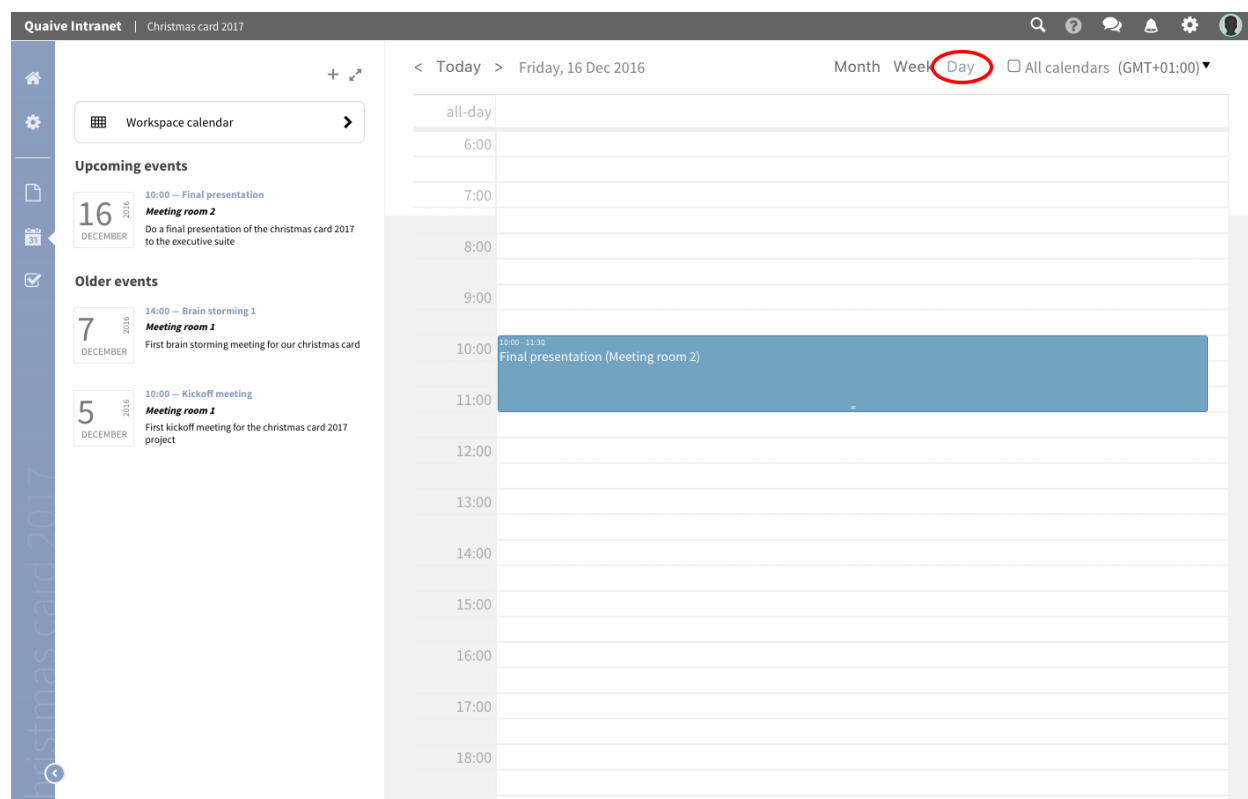 Quaive Intranet | Christmas card 2017
< Today > Friday, 16 Dec 2016
Month Week Day All calendars (GMT+01:00)
Workspace calendar
Upcoming events
16 2016 DECEMBER
10:00 — Final presentation
Meeting room 2
Do a final presentation of the christmas card 2017
to the executive suite
31
Older events
7 2016 DECEMBER
14:00 — Brain storming 1
Meeting room 1
First brain storming meeting for our christmas card
5 2016 DECEMBER
10:00 — Kickoff meeting
Meeting room 1
First kickoff meeting for the christmas card 2017
project
hristmas card 2017
all-day
6:00
7:00
8:00
9:00
10:00
10:00 - 11:30
Final presentation (Meeting room 2)
11:00
12:00
13:00
14:00
15:00
16:00
17:00
18:00